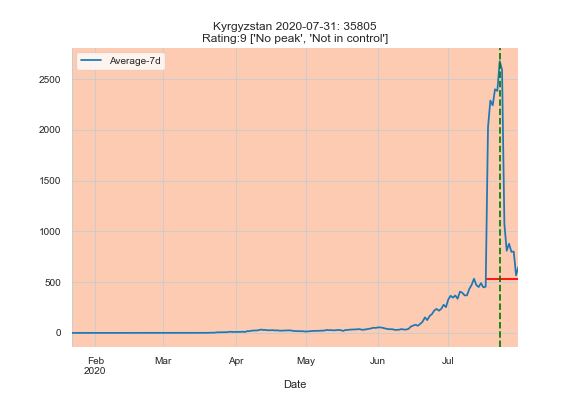 Kyrgyzstan 2020-07-31: 35805
Rating:9 ['No peak', 'Not in control']
Average-7d
2500
2000
1500
1000
500
0
Feb Mar Apr May Jun Jul
2020
Date